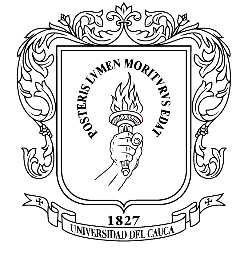 POSTERIS LVMEN MORITVRVS EDAT
1827
UNIVERSIDAD DEL CAUCA